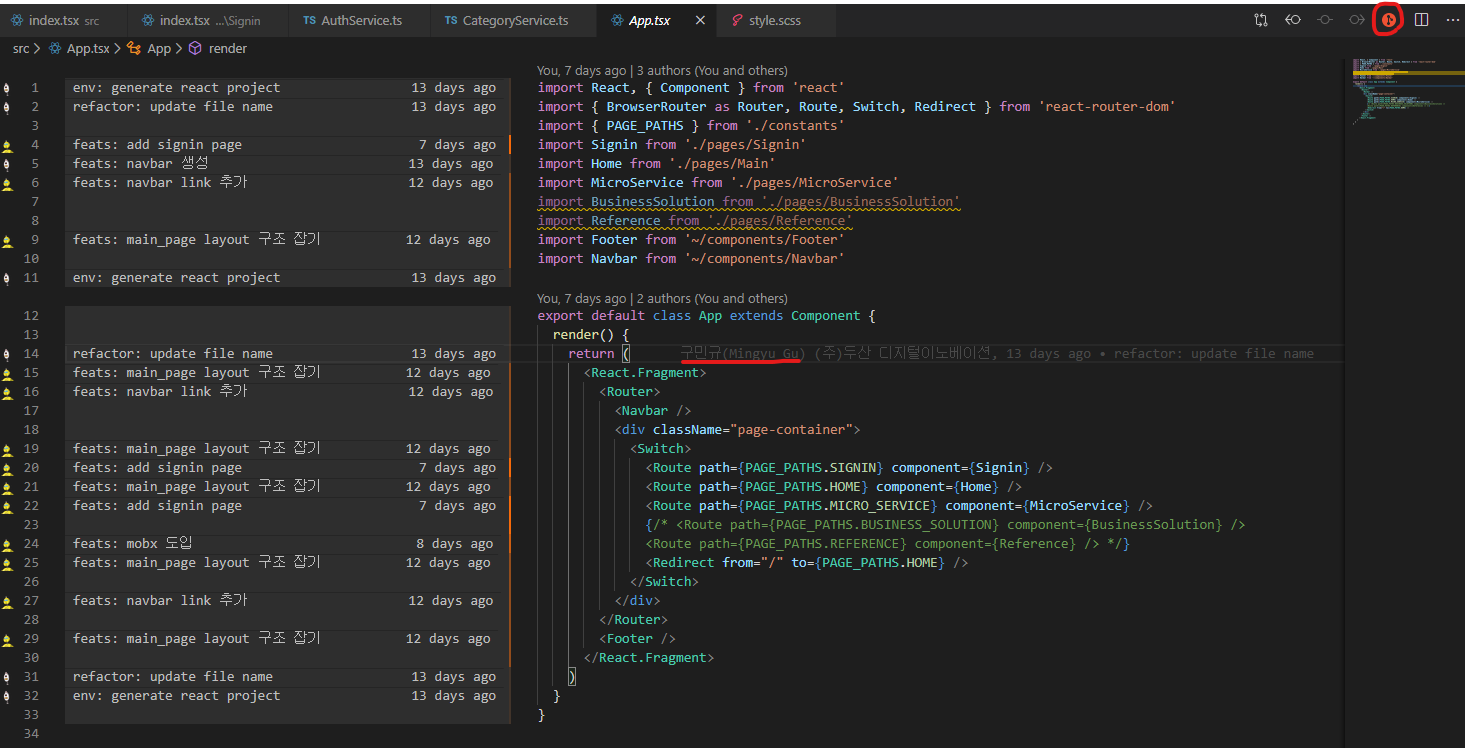 index.tsx src index.tsx ...\Signin TS AuthService.ts TS CategoryService.ts App.tsx style.scss
src > App.tsx > App > render
You, 7 days ago | 3 authors (You and others)
1 env: generate react project 13 days ago import React, { Component } from 'react'
2 refactor: update file name 13 days ago import { BrowserRouter as Router, Route, Switch, Redirect } from 'react-router-dom'
3 import { PAGE_PATHS } from './constants'
4 feats: add signin page 7 days ago import Signin from './pages/Signin'
5 feats: navbar 생성 13 days ago import Home from './pages/Main'
6 feats: navbar link 추가 12 days ago import MicroService from './pages/MicroService'
7 import BusinessSolution from './pages/BusinessSolution'
8 import Reference from './pages/Reference'
9 feats: main_page layout 구조 잡기 12 days ago import Footer from '~/components/Footer'
10 import Navbar from '~/components/Navbar'
11 env: generate react project 13 days ago
You, 7 days ago | 2 authors (You and others)
12 export default class App extends Component {
13 render() {
14 refactor: update file name 13 days ago return ( 구민규(Mingyu Gu) (주)두산 디지털이노베이션, 13 days ago • refactor: update file name
15 feats: main_page layout 구조 잡기 12 days ago <React.Fragment>
16 feats: navbar link 추가 12 days ago <Router>
17 <Navbar />
18 <div className="page-container">
19 feats: main_page layout 구조 잡기 12 days ago <Switch>
20 feats: add signin page 7 days ago <Route path={PAGE_PATHS.SIGNIN} component={Signin} />
21 feats: main_page layout 구조 잡기 12 days ago <Route path={PAGE_PATHS.HOME} component={Home} />
22 feats: add signin page 7 days ago <Route path={PAGE_PATHS.MICRO_SERVICE} component={MicroService} />
23 {/* <Route path={PAGE_PATHS.BUSINESS_SOLUTION} component={BusinessSolution} />
24 feats: mobx 도입 8 days ago <Route path={PAGE_PATHS.REFERENCE} component={Reference} /> */}
25 feats: main_page layout 구조 잡기 12 days ago <Redirect from="/" to={PAGE_PATHS.HOME} />
26 </Switch>
27 feats: navbar link 추가 12 days ago </div>
28 </Router>
29 feats: main_page layout 구조 잡기 12 days ago <Footer />
30 </React.Fragment>
31 refactor: update file name 13 days ago )
32 env: generate react project 13 days ago }
33 }
34